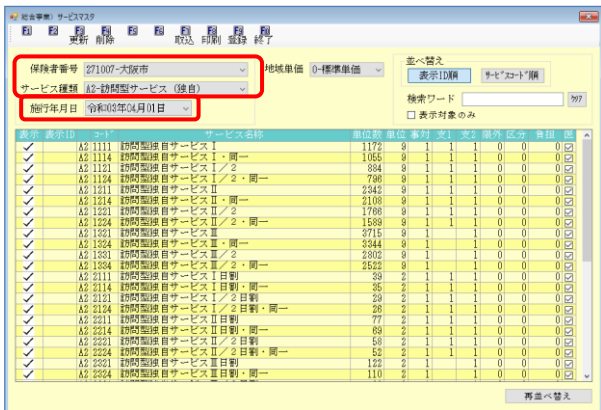 総合事業）サービスマスタ
F1 F2 F3 F4 F5 F6 F7 F8 F9 F10
更新 削除 取込 印刷 登録 終了
保険者番号 271007-大阪市 地域単価 0-標準単価
サービス種類 A2-訪問型サービス（独自）
施行年月日 令和03年04月01日
並べ替え
表示ID順 サービスコード順
検索ワード クリア
表示対象のみ
表示 表示ID コード サービス名称 単位数 単位 事対 支1 支2 限外 区分 負担 医
A2 1111 訪問型独自サービスⅠ 1172 9 1 1 1 0 0 0
A2 1114 訪問型独自サービスⅠ・同一 1055 9 1 1 1 0 0 0
A2 1121 訪問型独自サービスⅠ／2 884 9 1 1 1 0 0 0
A2 1124 訪問型独自サービスⅠ／2・同一 796 9 1 1 1 0 0 0
A2 1211 訪問型独自サービスⅡ 2342 9 1 1 1 0 0 0
A2 1214 訪問型独自サービスⅡ・同一 2108 9 1 1 1 0 0 0
A2 1221 訪問型独自サービスⅡ／2 1766 9 1 1 1 0 0 0
A2 1224 訪問型独自サービスⅡ／2・同一 1589 9 1 1 1 0 0 0
A2 1321 訪問型独自サービスⅢ 3715 9 1 1 0 0 0
A2 1324 訪問型独自サービスⅢ・同一 3344 9 1 1 0 0 0
A2 1331 訪問型独自サービスⅢ／2 2802 9 1 1 0 0 0
A2 1334 訪問型独自サービスⅢ／2・同一 2522 9 1 1 0 0 0
A2 2111 訪問型独自サービスⅠ日割 39 2 1 1 1 0 0 0
A2 2114 訪問型独自サービスⅠ日割・同一 35 2 1 1 1 0 0 0
A2 2121 訪問型独自サービスⅠ／2日割 29 2 1 1 1 0 0 0
A2 2124 訪問型独自サービスⅠ／2日割・同一 26 2 1 1 1 0 0 0
A2 2211 訪問型独自サービスⅡ日割 77 2 1 1 1 0 0 0
A2 2214 訪問型独自サービスⅡ日割・同一 69 2 1 1 1 0 0 0
A2 2221 訪問型独自サービスⅡ／2日割 58 2 1 1 1 0 0 0
A2 2224 訪問型独自サービスⅡ／2日割・同一 52 2 1 1 1 0 0 0
A2 2321 訪問型独自サービスⅢ日割 122 2 1 1 0 0 0
A2 2324 訪問型独自サービスⅢ日割・同一 110 2 1 1 0 0 0
再並べ替え